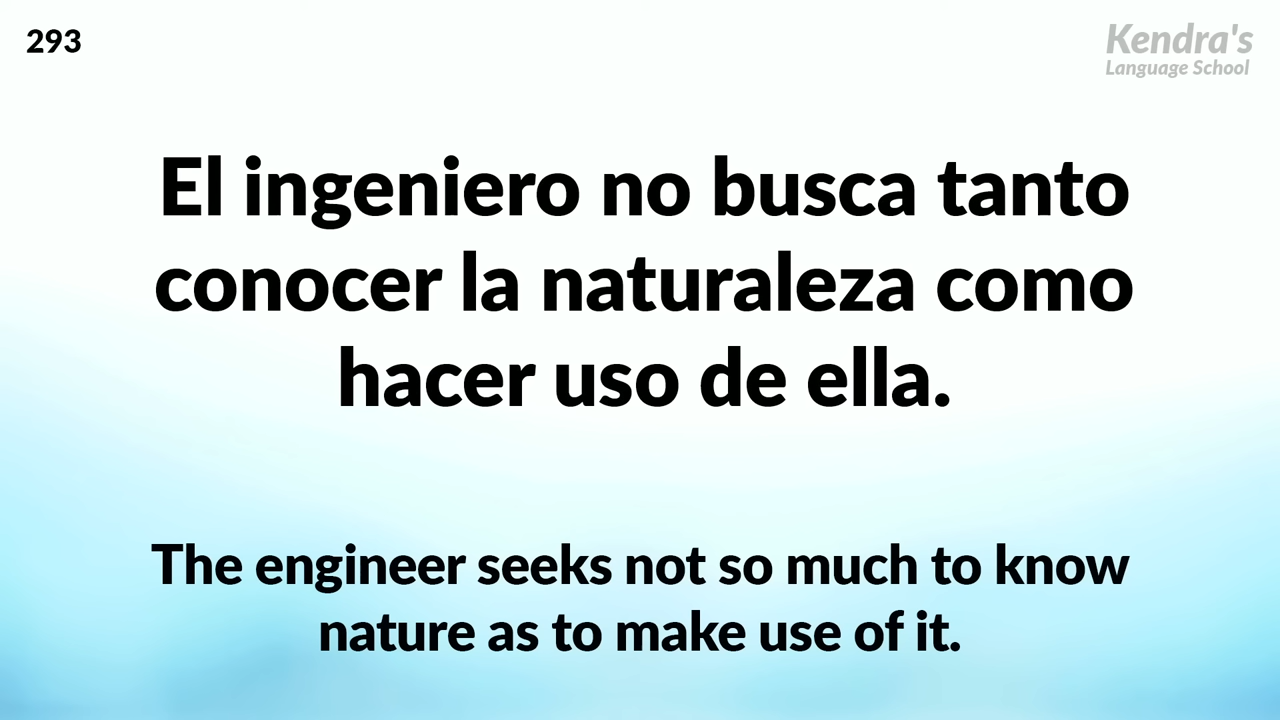 293
Kendra's
Language School
El ingeniero no busca tanto
conocer la naturaleza como
hacer uso de ella.
The engineer seeks not so much to know
nature as to make use of it.